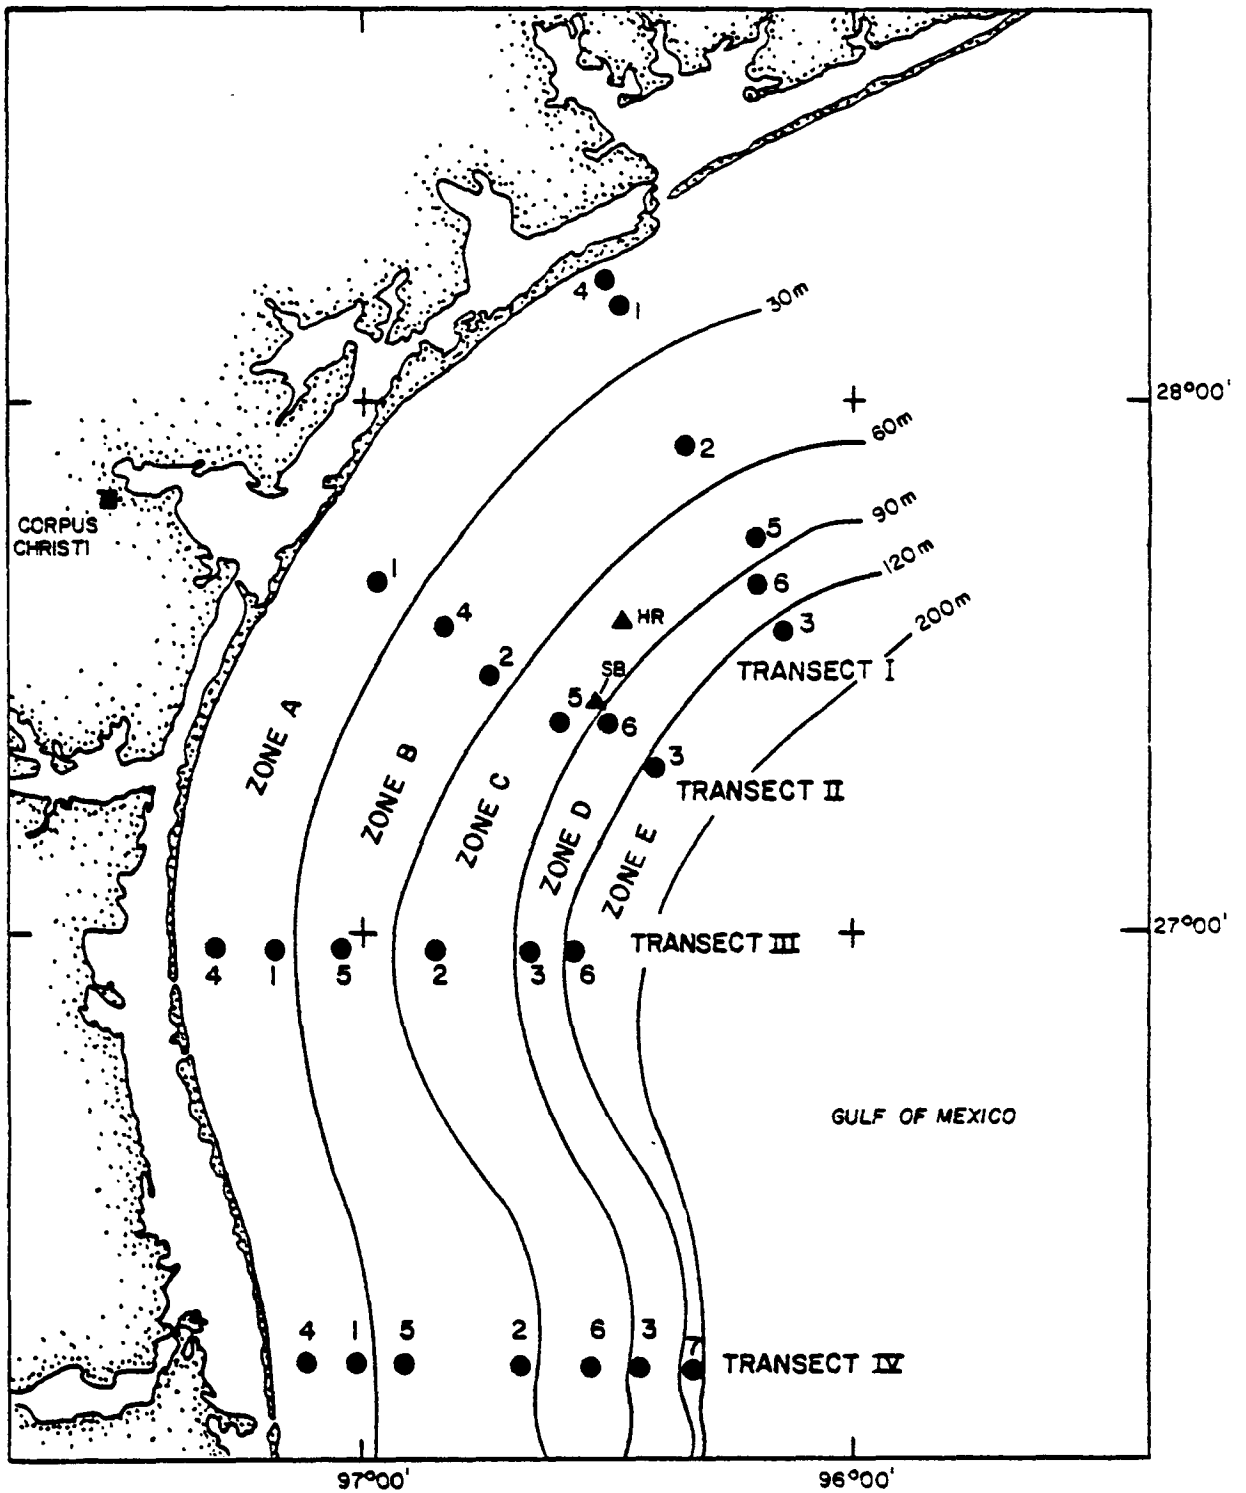 30m
4
1
28°00'
60m
2
90m
CORPUS
CHRISTI
5
120m
1
6
200m
4
HR
3
TRANSECT I
2
SB
5
6
ZONE A
3
TRANSECT II
ZONE B
ZONE C
ZONE D
ZONE E
27°00'
TRANSECT III
4 1 5 2 3 6
GULF OF MEXICO
4 1 5 2 6 3 7
TRANSECT IV
97°00' 96°00'